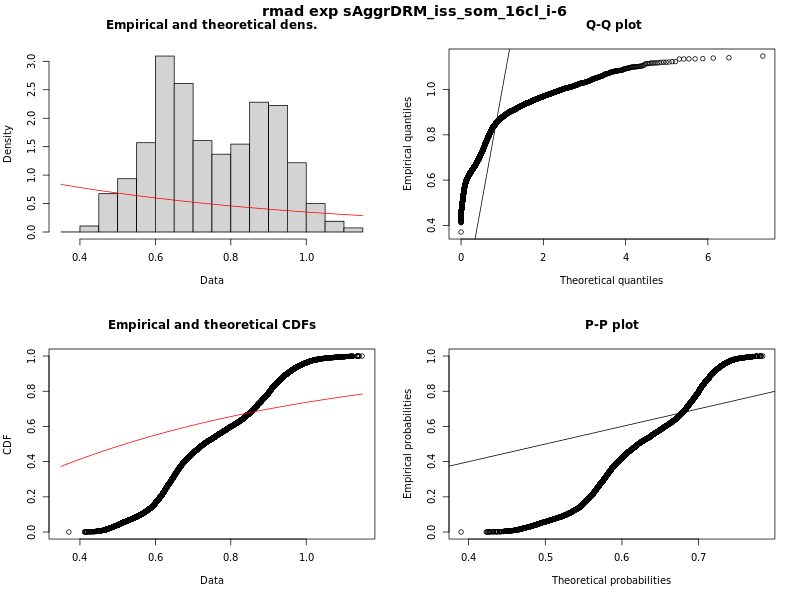 rmad exp sAggrDRM_iss_som_16cl_i-6
Empirical and theoretical dens.
Density
0.0 0.5 1.0 1.5 2.0 2.5 3.0
0.4 0.6 0.8 1.0
Data
Q-Q plot
Empirical quantiles
0.4 0.6 0.8 1.0
0 2 4 6
Theoretical quantiles
Empirical and theoretical CDFs
CDF
0.0 0.2 0.4 0.6 0.8 1.0
0.4 0.6 0.8 1.0
Data
P-P plot
Empirical probabilities
0.0 0.2 0.4 0.6 0.8 1.0
0.4 0.5 0.6 0.7
Theoretical probabilities